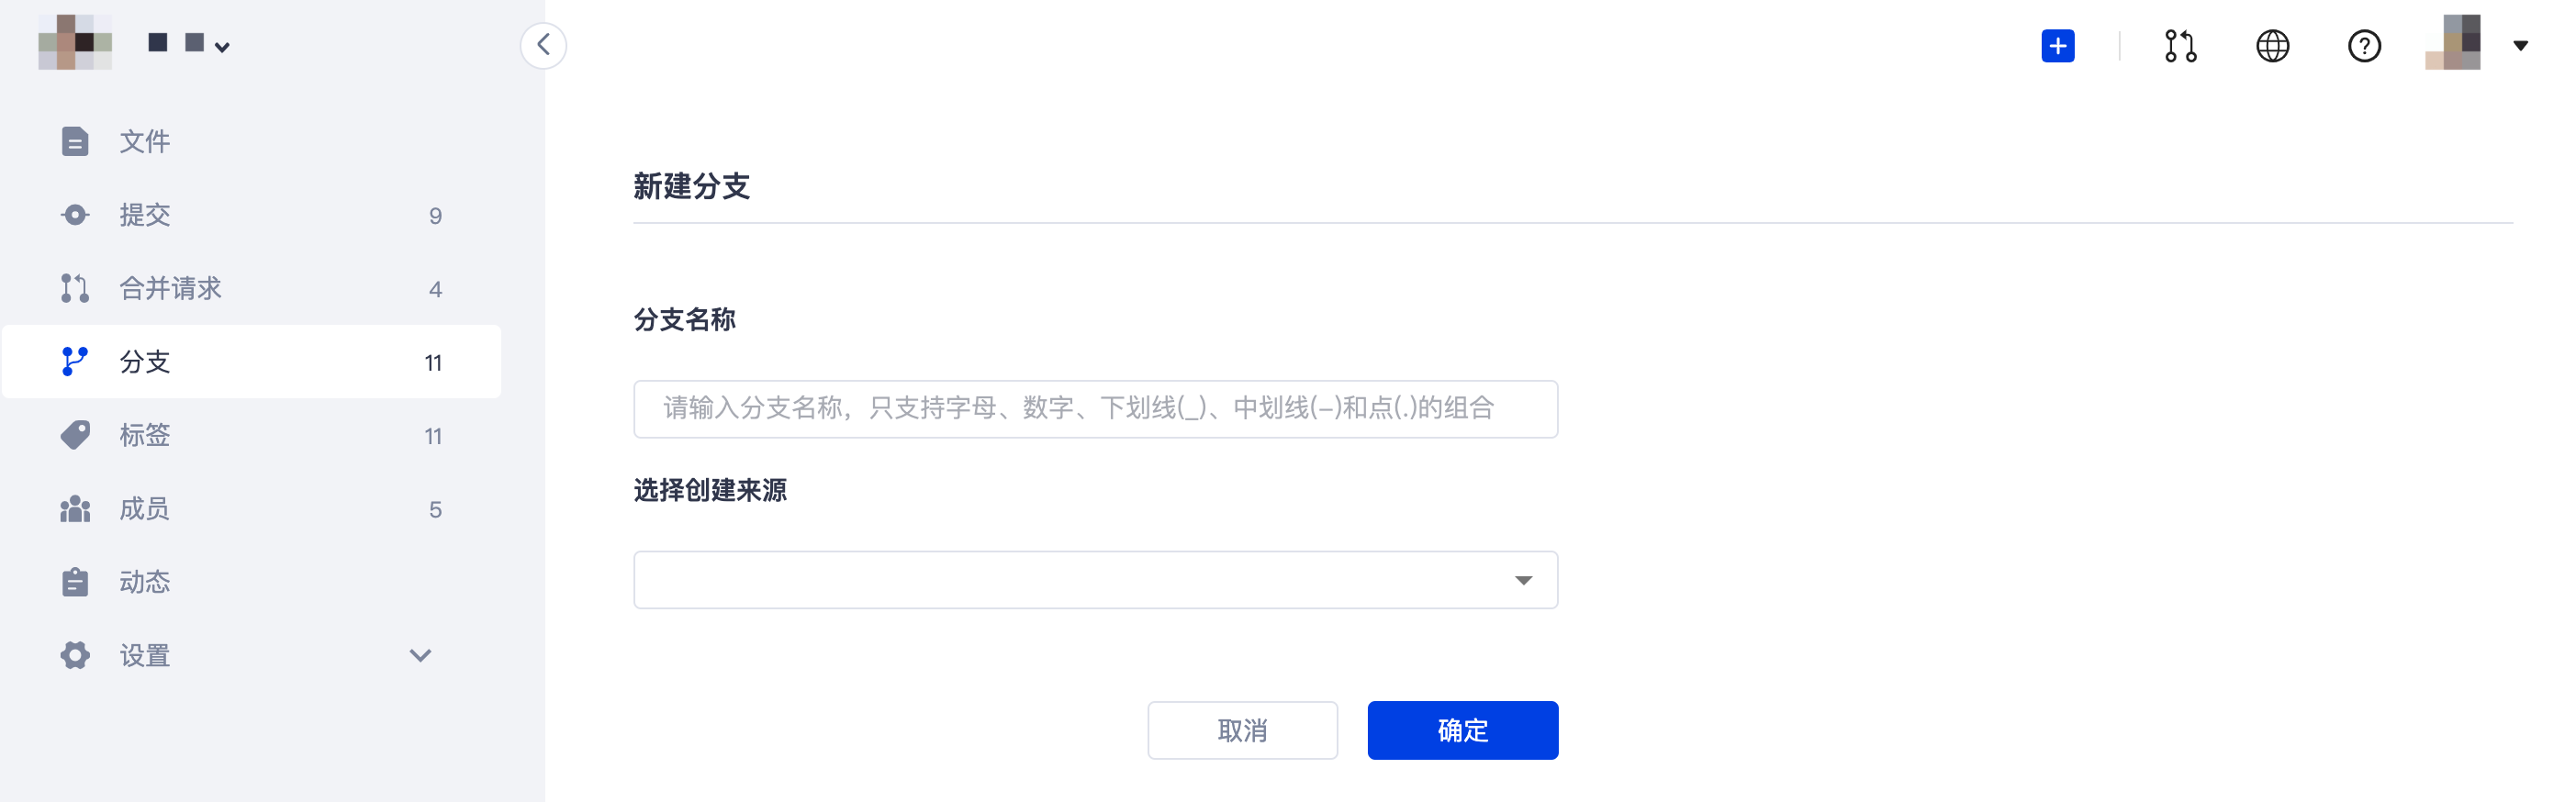 文件
提交 9
合并请求 4
分支 11
标签 11
成员 5
动态
设置
新建分支
分支名称
请输入分支名称，只支持字母、数字、下划线(_)、中划线(-)和点(.)的组合
选择创建来源
取消 确定